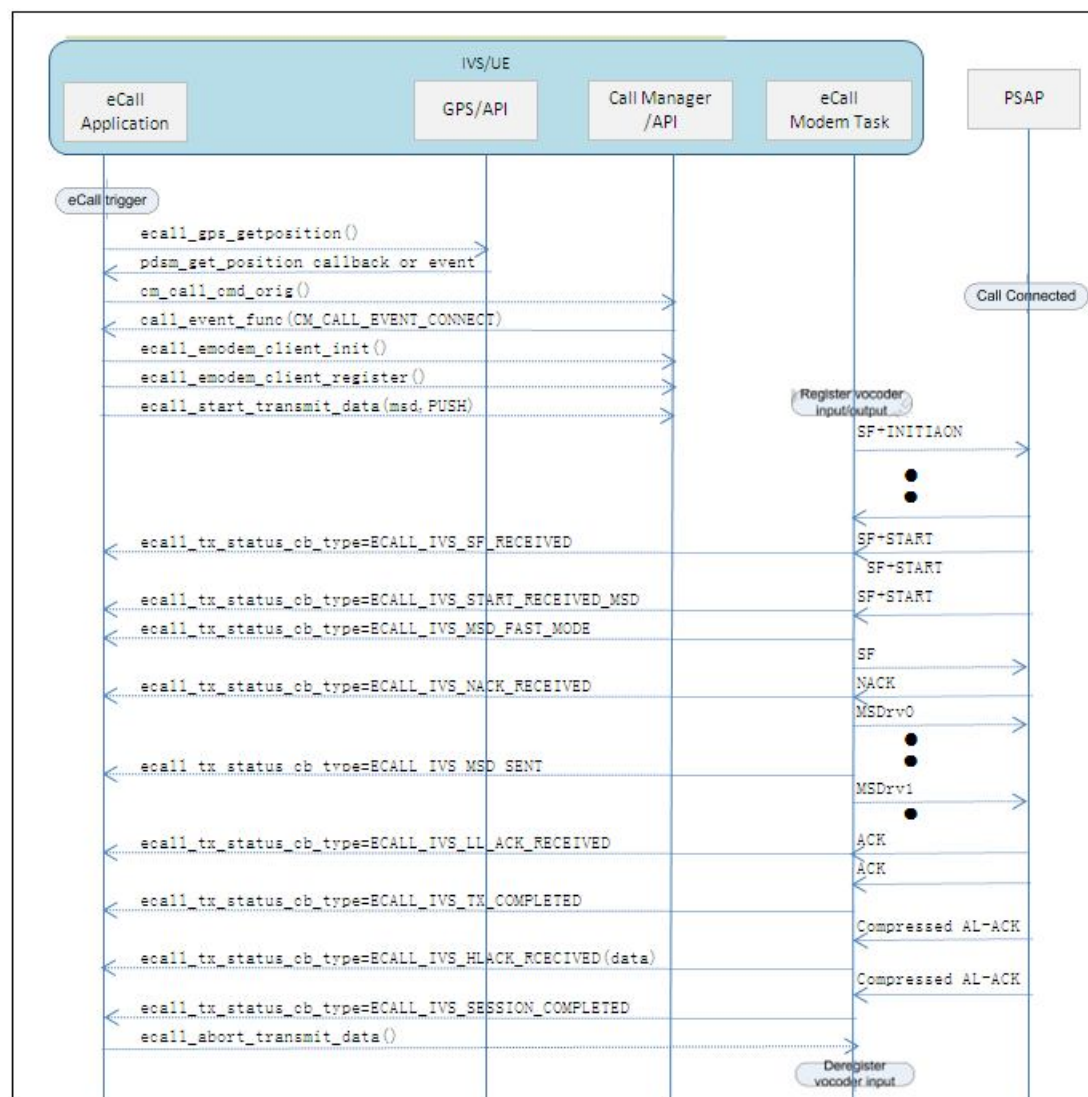 IVS/UE
eCall
Application
GPS/API
Call Manager
/API
eCall
Modem Task
PSAP
eCall trigger
ecall_gps_getposition()
pdsm_get_position callback or event
cm_call_cmd_orig()
Call Connected
call_event_func(CM_CALL_EVENT_CONNECT)
ecall_emodem_client_init()
ecall_emodem_client_register()
ecall_start_transmit_data(msd,PUSH)
Register vocoder
input/output
SF+INITIAON
ecall_tx_status_cb_type=ECALL_IVS_SF_RECEIVED
SF+START
SF+START
ecall_tx_status_cb_type=ECALL_IVS_START_RECEIVED_MSD
SF+START
ecall_tx_status_cb_type=ECALL_IVS_MSD_FAST_MODE
SF
ecall_tx_status_cb_type=ECALL_IVS_NACK_RECEIVED
NACK
MSDrv0
ecall_tx_status_cb_type=ECALL_IVS_MSD_SENT
MSDrv1
ecall_tx_status_cb_type=ECALL_IVS_LL_ACK_RECEIVED
ACK
ACK
ecall_tx_status_cb_type=ECALL_IVS_TX_COMPLETED
Compressed AL-ACK
ecall_tx_status_cb_type=ECALL_IVS_HLACK_RCECIVED(data)
Compressed AL-ACK
ecall_tx_status_cb_type=ECALL_IVS_SESSION_COMPLETED
ecall_abort_transmit_data()
Deregister
vocoder input